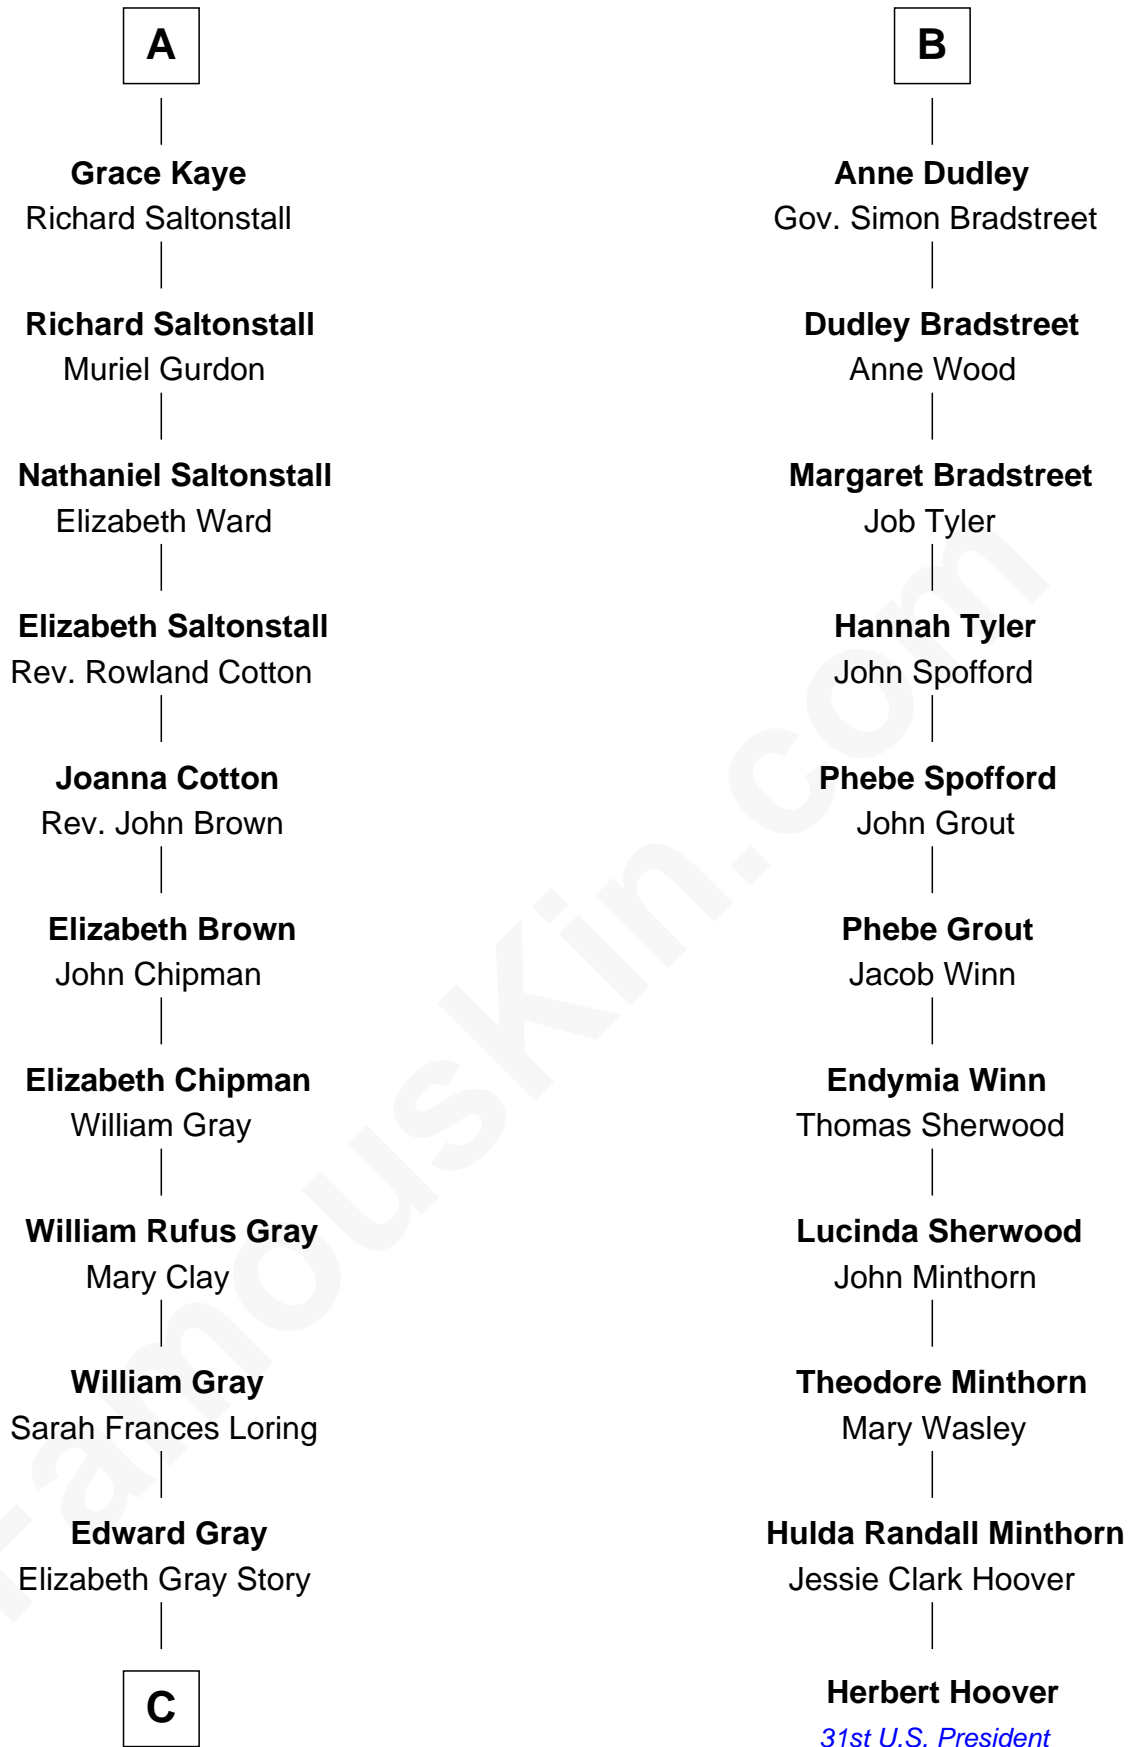 A
Grace Kaye
Richard Saltonstall
Richard Saltonstall
Muriel Gurdon
Nathaniel Saltonstall
Elizabeth Ward
Elizabeth Saltonstall
Rev. Rowland Cotton
Joanna Cotton
Rev. John Brown
Elizabeth Brown
John Chipman
Elizabeth Chipman
William Gray
William Rufus Gray
Mary Clay
William Gray
Sarah Frances Loring
Edward Gray
Elizabeth Gray Story
C
B
Anne Dudley
Gov. Simon Bradstreet
Dudley Bradstreet
Anne Wood
Margaret Bradstreet
Job Tyler
Hannah Tyler
John Spofford
Phebe Spofford
John Grout
Phebe Grout
Jacob Winn
Endymia Winn
Thomas Sherwood
Lucinda Sherwood
John Minthorn
Theodore Minthorn
Mary Wasley
Hulda Randall Minthorn
Jessie Clark Hoover
Herbert Hoover
31st U.S. President
FamousKin.com